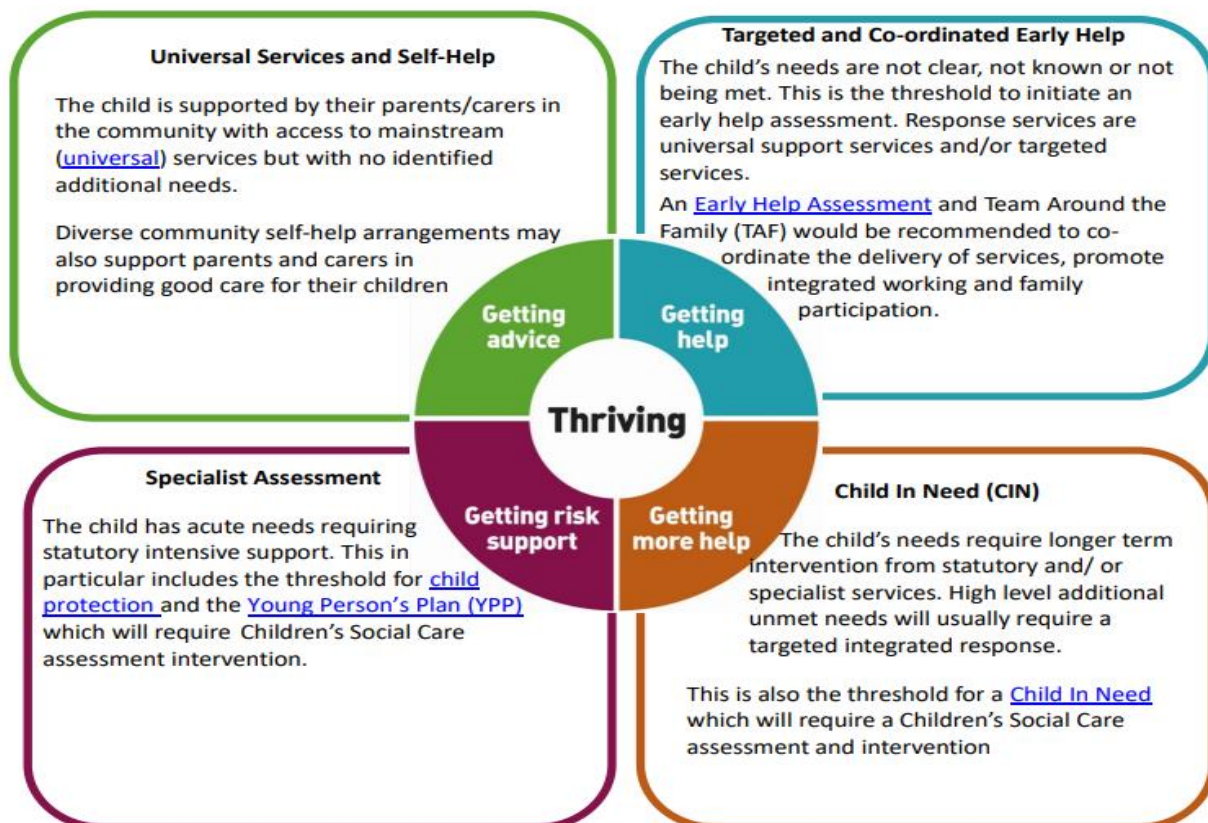 Universal Services and Self-Help
The child is supported by their parents/carers in
the community with access to mainstream
(universal) services but with no identified
additional needs.
Diverse community self-help arrangements may
also support parents and carers in
providing good care for their children
Targeted and Co-ordinated Early Help
The child’s needs are not clear, not known or not
being met. This is the threshold to initiate an
early help assessment. Response services are
universal support services and/or targeted
services.
An Early Help Assessment and Team Around the
Family (TAF) would be recommended to co-
ordinate the delivery of services, promote
integrated working and family
participation.
Getting
advice
Getting
help
Thriving
Getting risk
support
Getting
more help
Specialist Assessment
The child has acute needs requiring
statutory intensive support. This in
particular includes the threshold for child
protection and the Young Person’s Plan (YPP)
which will require Children’s Social Care
assessment intervention.
Child In Need (CIN)
The child’s needs require longer term
intervention from statutory and/ or
specialist services. High level additional
unmet needs will usually require a
targeted integrated response.
This is also the threshold for a Child In Need
which will require a Children’s Social Care
assessment and intervention